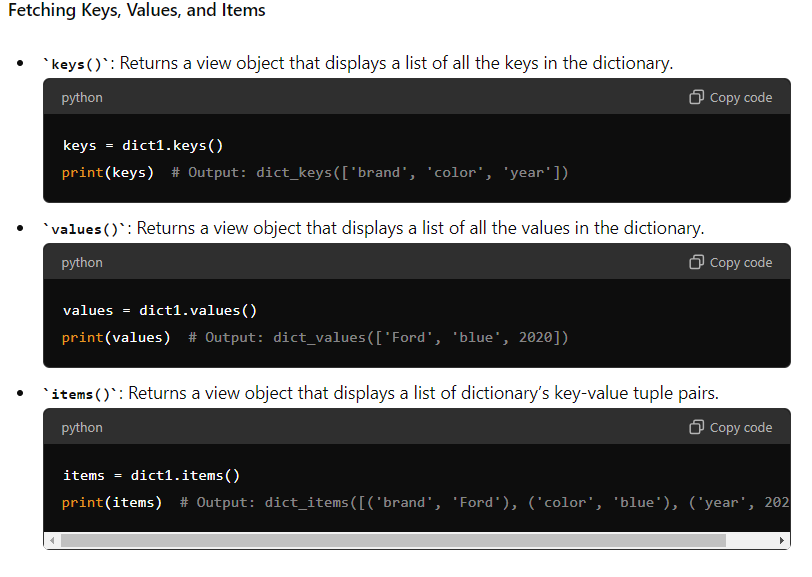 Fetching Keys, Values, and Items
• `keys()`: Returns a view object that displays a list of all the keys in the dictionary.
python Copy code
keys = dict1.keys()
print(keys)  # Output: dict_keys(['brand', 'color', 'year'])
• `values()`: Returns a view object that displays a list of all the values in the dictionary.
python Copy code
values = dict1.values()
print(values)  # Output: dict_values(['Ford', 'blue', 2020])
• `items()`: Returns a view object that displays a list of dictionary’s key-value tuple pairs.
python Copy code
items = dict1.items()
print(items)  # Output: dict_items([('brand', 'Ford'), ('color', 'blue'), ('year', 202